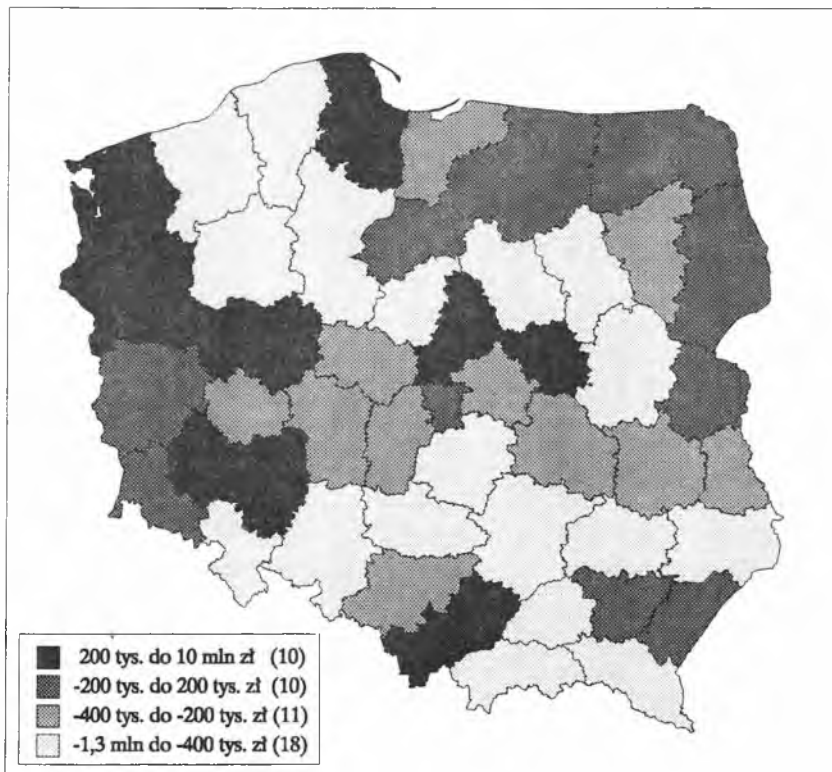 200 tys. do 10 mln zł (10)
-200 tys. do 200 tys. zł (10)
-400 tys. do -200 tys. zł (11)
-1,3 mln do -400 tys. zł (18)